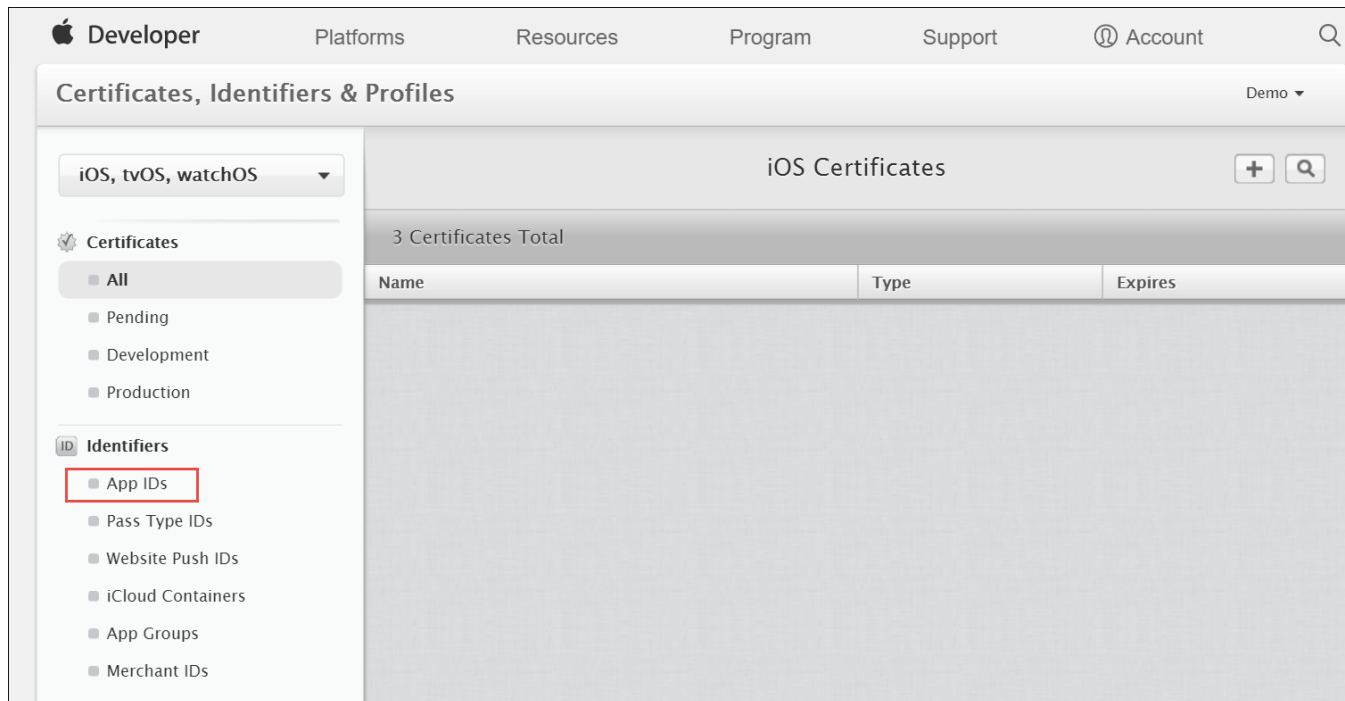 Developer Platforms Resources Program Support Account
Certificates, Identifiers & Profiles Demo
iOS, tvOS, watchOS
iOS Certificates
Certificates
3 Certificates Total
All
Name Type Expires
Pending
Development
Production
ID Identifiers
App IDs
Pass Type IDs
Website Push IDs
iCloud Containers
App Groups
Merchant IDs